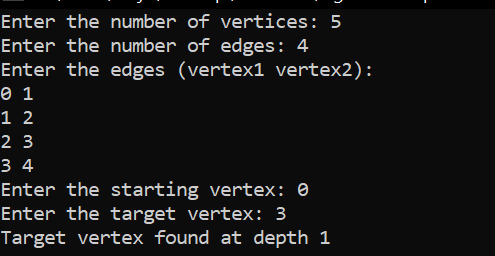 Enter the number of vertices: 5
Enter the number of edges: 4
Enter the edges (vertex1 vertex2):
0 1
1 2
2 3
3 4
Enter the starting vertex: 0
Enter the target vertex: 3
Target vertex found at depth 1